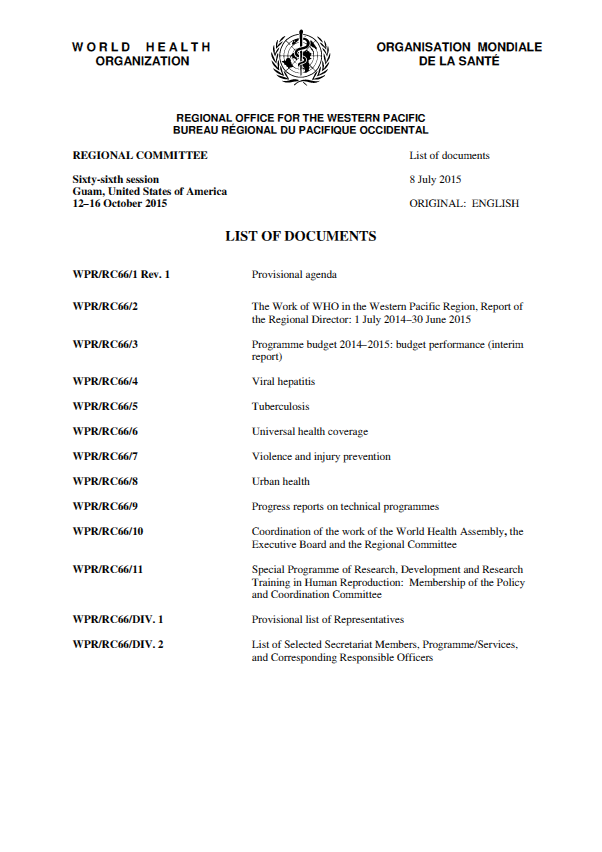 WORLD HEALTH
ORGANIZATION
ORGANISATION MONDIALE
DE LA SANTÉ
REGIONAL OFFICE FOR THE WESTERN PACIFIC
BUREAU RÉGIONAL DU PACIFIQUE OCCIDENTAL
REGIONAL COMMITTEE
List of documents
Sixty-sixth session
8 July 2015
Guam, United States of America
12–16 October 2015
ORIGINAL: ENGLISH
LIST OF DOCUMENTS
WPR/RC66/1 Rev. 1 Provisional agenda
WPR/RC66/2 The Work of WHO in the Western Pacific Region, Report of
the Regional Director: 1 July 2014–30 June 2015
WPR/RC66/3 Programme budget 2014–2015: budget performance (interim
report)
WPR/RC66/4 Viral hepatitis
WPR/RC66/5 Tuberculosis
WPR/RC66/6 Universal health coverage
WPR/RC66/7 Violence and injury prevention
WPR/RC66/8 Urban health
WPR/RC66/9 Progress reports on technical programmes
WPR/RC66/10 Coordination of the work of the World Health Assembly, the
Executive Board and the Regional Committee
WPR/RC66/11 Special Programme of Research, Development and Research
Training in Human Reproduction: Membership of the Policy
and Coordination Committee
WPR/RC66/DIV. 1 Provisional list of Representatives
WPR/RC66/DIV. 2 List of Selected Secretariat Members, Programme/Services,
and Corresponding Responsible Officers